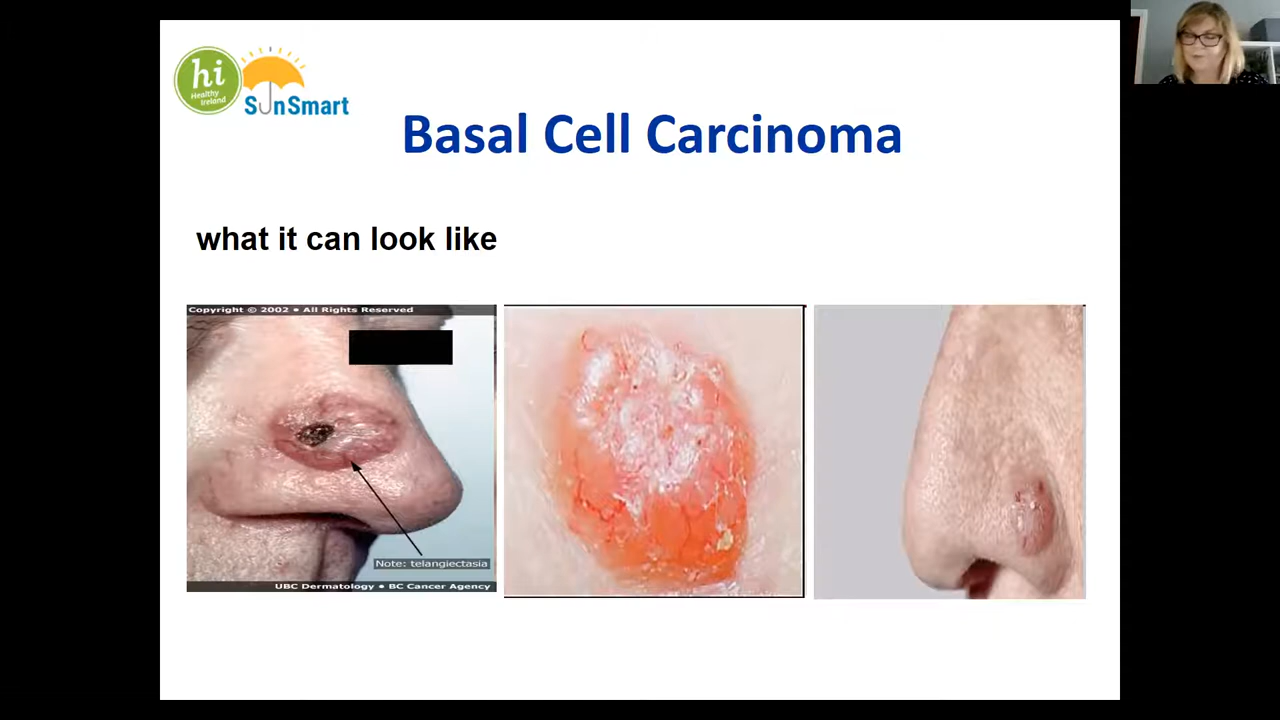 hi
Healthy
Ireland
SunSmart
Basal Cell Carcinoma
what it can look like
Copyright © 2002 • All Rights Reserved
Note: telangiectasia
UBC Dermatology • BC Cancer Agency